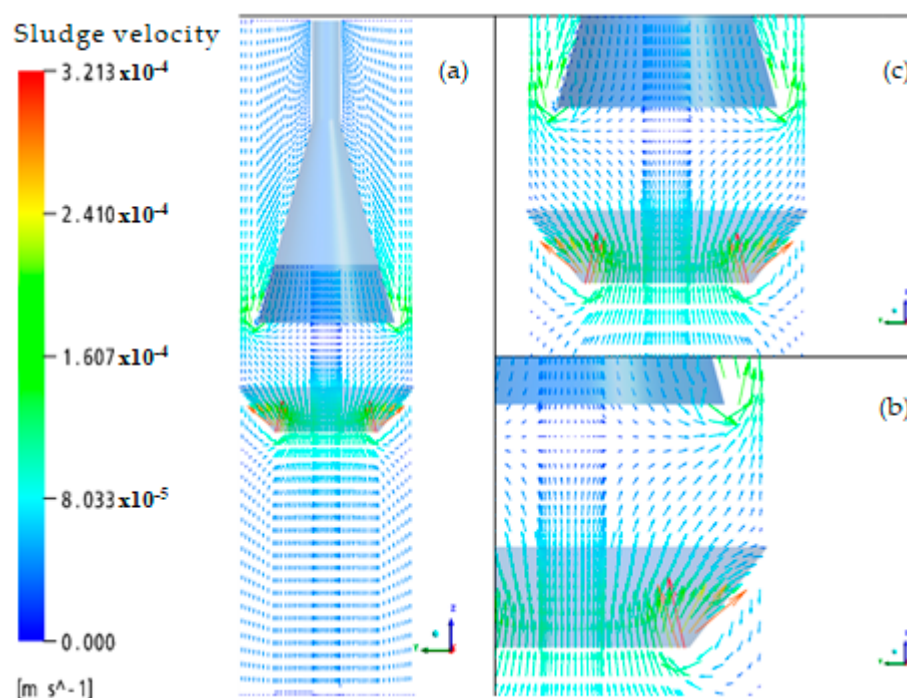 Sludge velocity
3.213x10-4
2.410x10-4
1.607x10-4
8.033x10-5
0.000
[m s^-1]
(a)
(c)
(b)